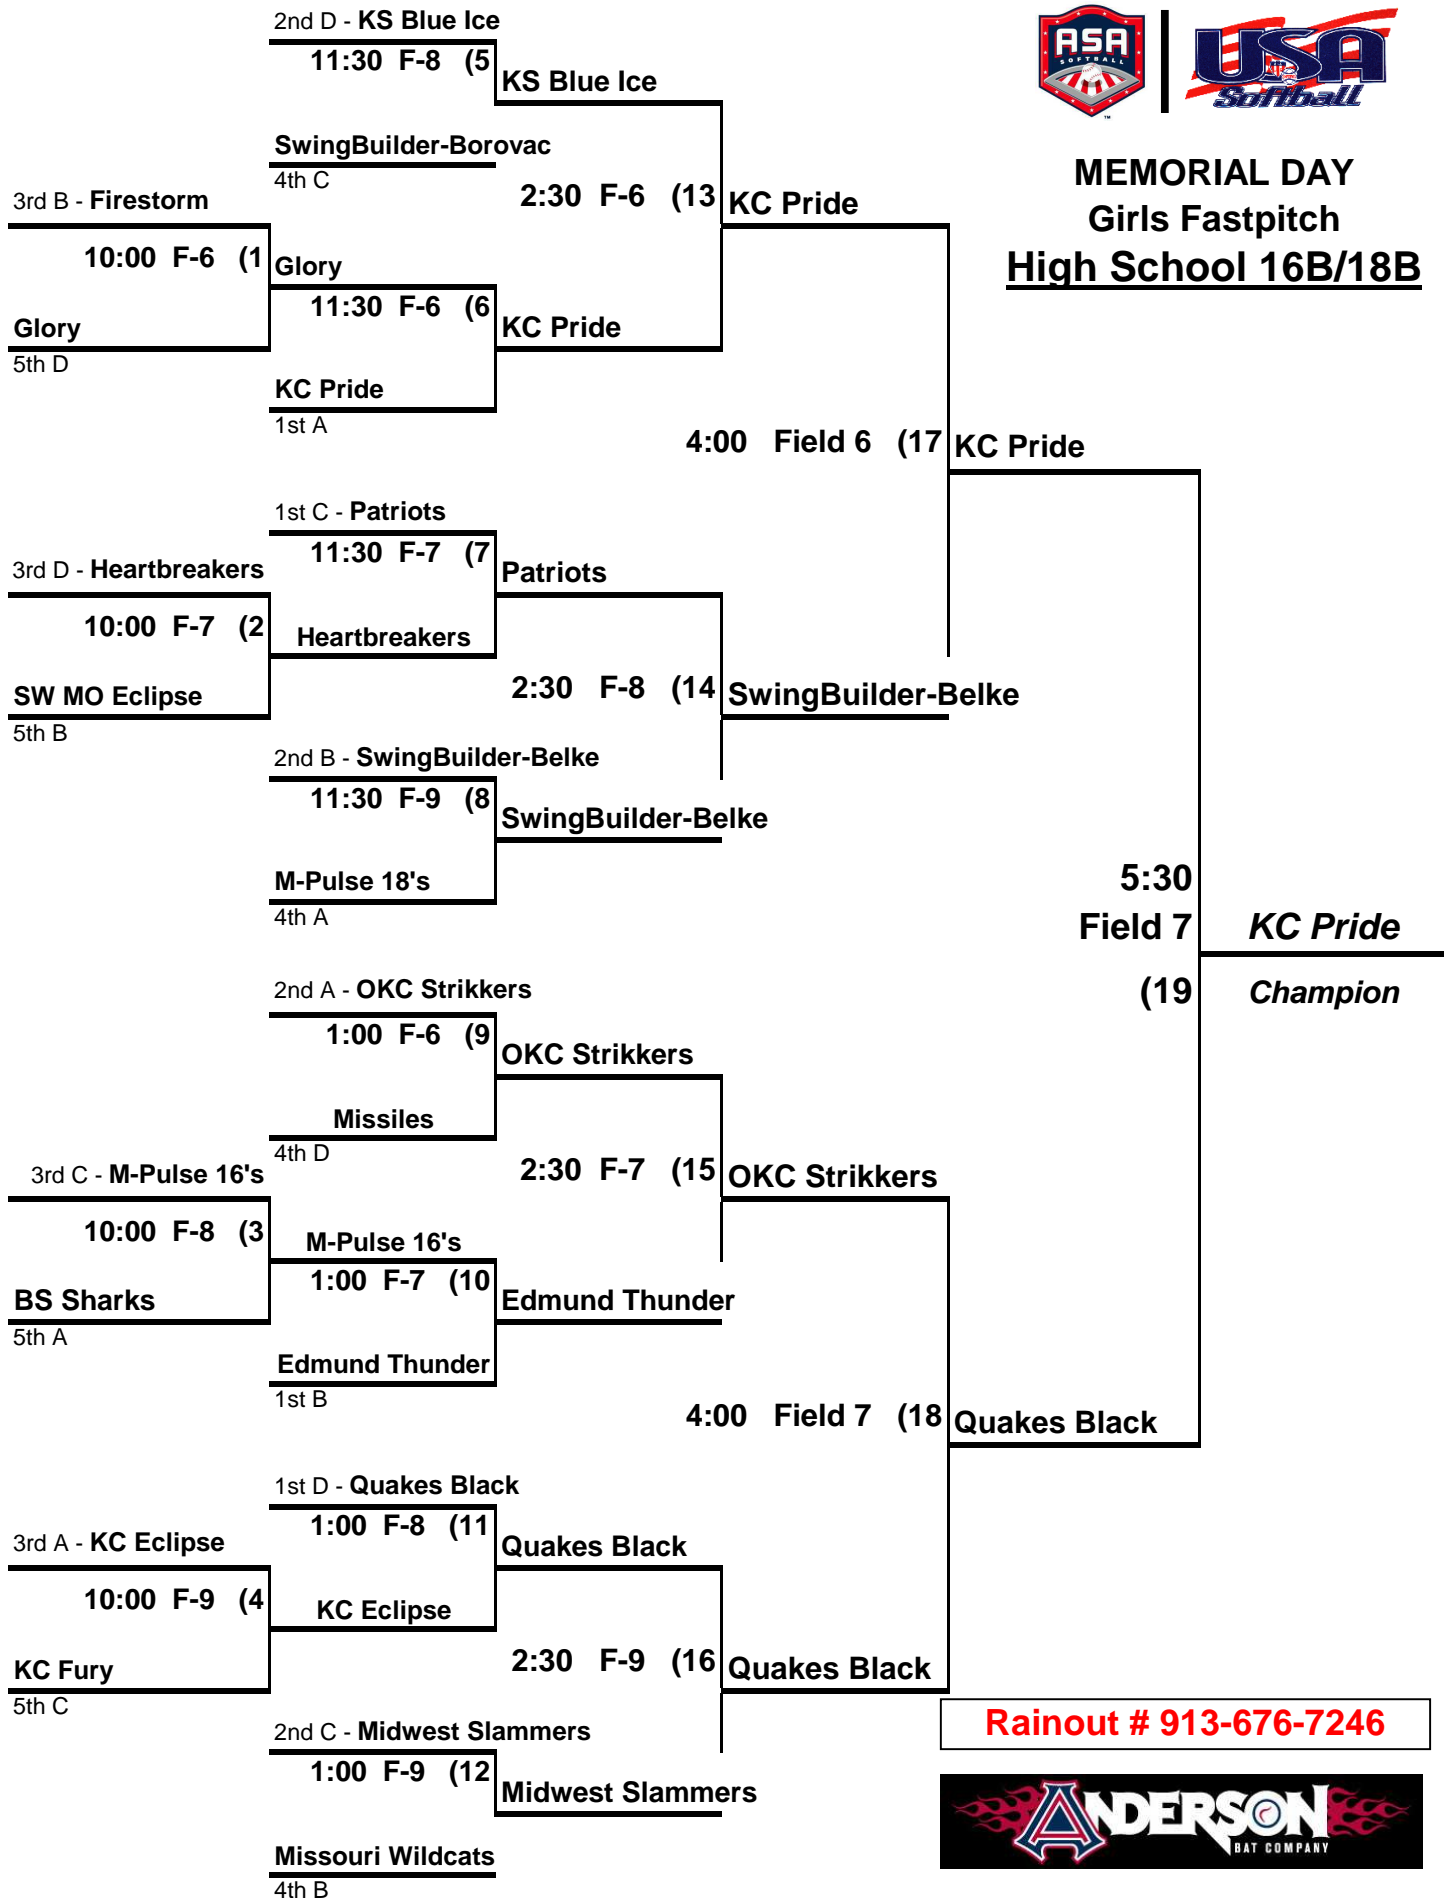 2nd D - KS Blue Ice
11:30 F-8 (5
KS Blue Ice
SwingBuilder-Borovac
4th C
3rd B - Firestorm
2:30 F-6 (13
KC Pride
10:00 F-6 (1
Glory
11:30 F-6 (6
KC Pride
Glory
5th D
KC Pride
1st A
4:00 Field 6 (17
KC Pride
1st C - Patriots
11:30 F-7 (7
3rd D - Heartbreakers
Patriots
10:00 F-7 (2
Heartbreakers
SW MO Eclipse
5th B
2:30 F-8 (14
SwingBuilder-Belke
2nd B - SwingBuilder-Belke
11:30 F-9 (8
SwingBuilder-Belke
M-Pulse 18's
4th A
5:30
Field 7
(19
KC Pride
Champion
2nd A - OKC Strikkers
1:00 F-6 (9
OKC Strikkers
Missiles
4th D
3rd C - M-Pulse 16's
2:30 F-7 (15
OKC Strikkers
10:00 F-8 (3
M-Pulse 16's
1:00 F-7 (10
Edmund Thunder
BS Sharks
5th A
Edmund Thunder
1st B
4:00 Field 7 (18
Quakes Black
1st D - Quakes Black
1:00 F-8 (11
3rd A - KC Eclipse
Quakes Black
10:00 F-9 (4
KC Eclipse
KC Fury
5th C
2:30 F-9 (16
Quakes Black
2nd C - Midwest Slammers
1:00 F-9 (12
Midwest Slammers
Missouri Wildcats
4th B
ASA
SOFTBALL
USA
Softball
MEMORIAL DAY
Girls Fastpitch
High School 16B/18B
Rainout # 913-676-7246
ANDERSON
BAT COMPANY